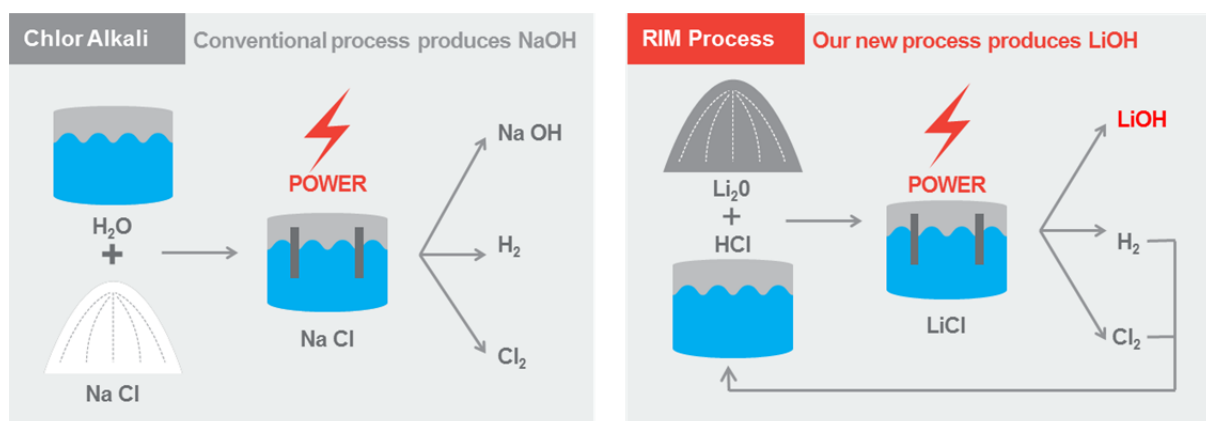 Chlor Alkali
Conventional process produces NaOH
H₂O
+
Na Cl
POWER
Na Cl
Na OH
H₂
Cl₂
RIM Process
Our new process produces LiOH
Li₂0
+
HCl
POWER
LiCl
LiOH
H₂
Cl₂